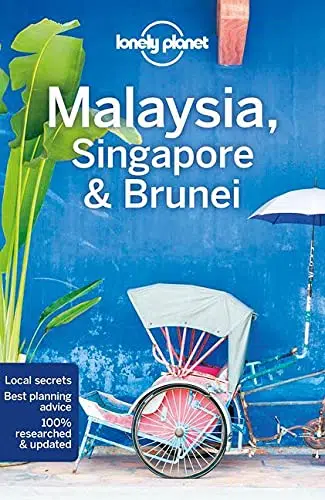 lonely planet
Malaysia,
Singapore
& Brunei
Local secrets
Best planning
advice
100%
researched
& updated